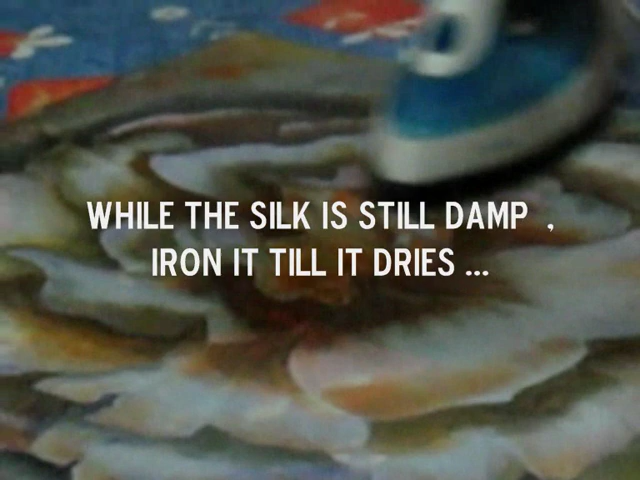 WHILE THE SILK IS STILL DAMP ,
IRON IT TILL IT DRIES ...